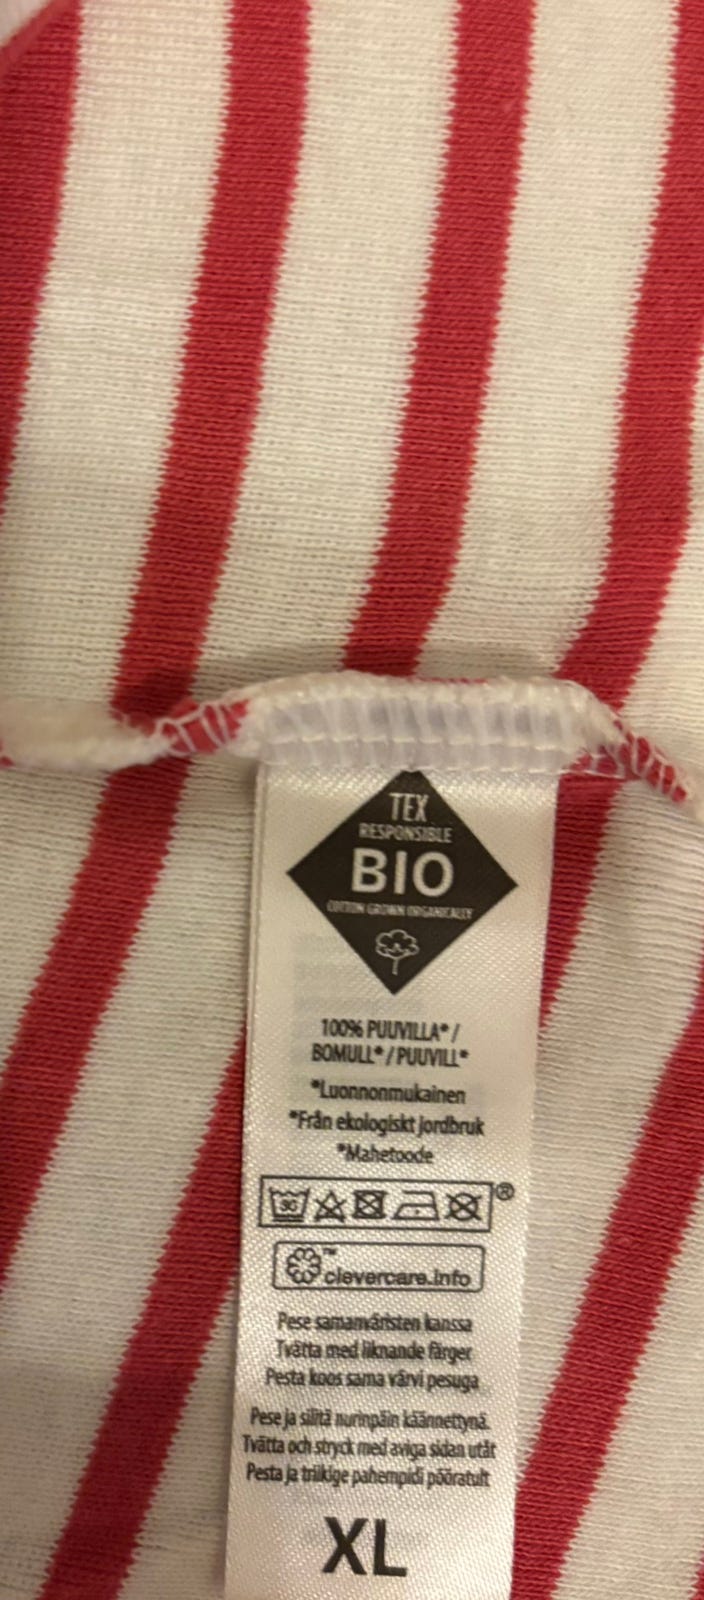 TEX
RESPONSIBLE
BIO
COTTON GROWN ORGANICALLY
100% PUUVILLA* /
BOMULL* / PUUVILL*
*Luonnonmukainen
*Från ekologiskt jordbruk
*Mahetoode
30 ®
™ clevercare.info
Pese samanväristen kanssa
Tvätta med liknande färger
Pesta koos sama värvi pesuga
Pese ja silitä nurinpäin käännettynä.
Tvätta och stryck med aviga sidan utåt
Pesta ja triikige pahempidi pööratult
XL